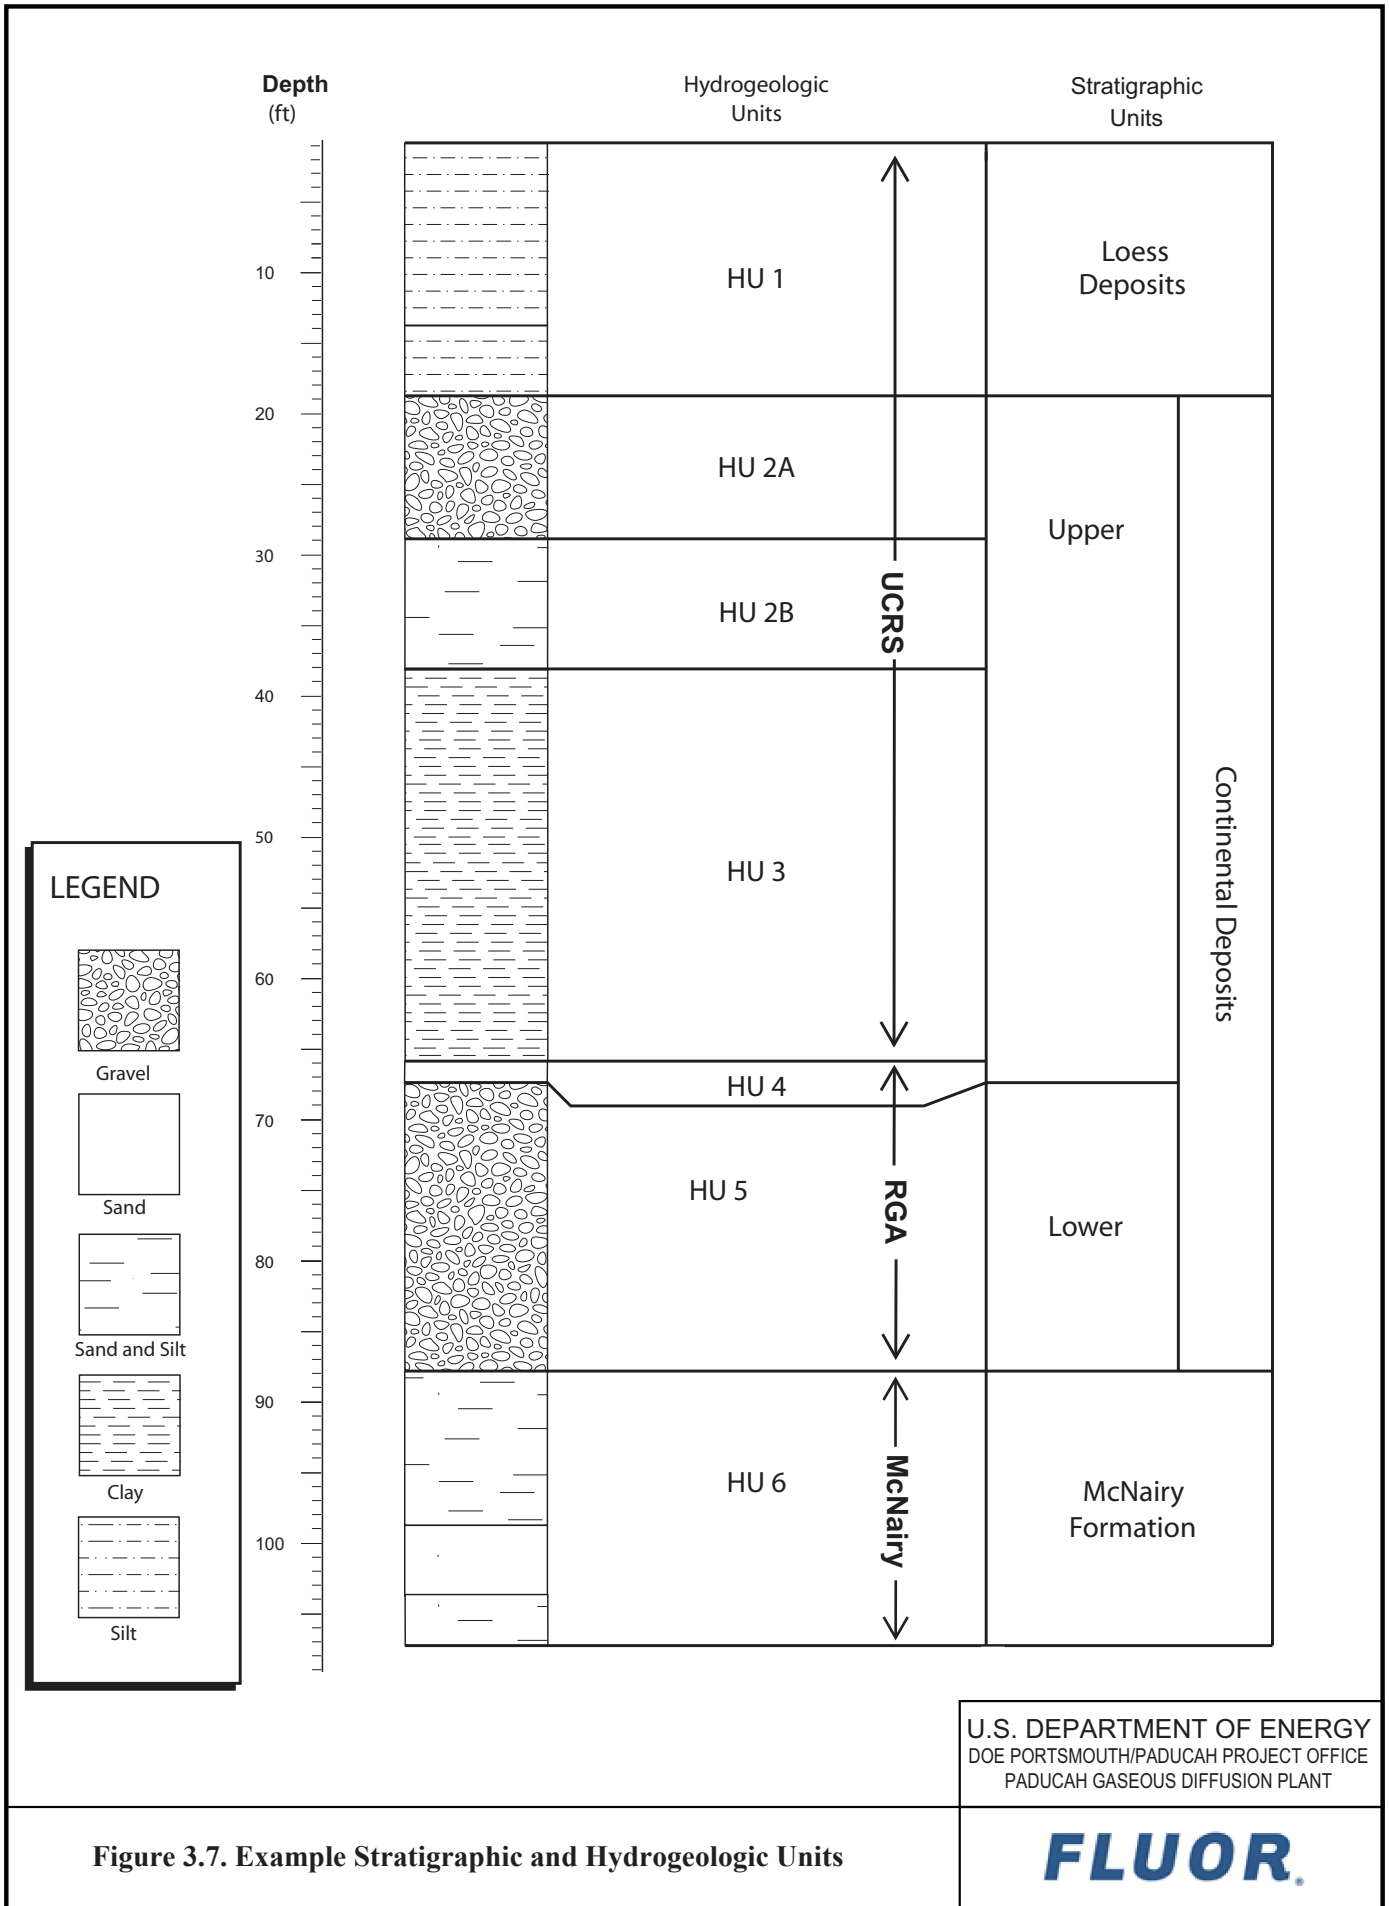 Depth
(ft)
Hydrogeologic
Units
Stratigraphic
Units
10
20
30
40
50
60
70
80
90
100
HU 1
HU 2A
HU 2B
HU 3
HU 4
HU 5
HU 6
UCRS
RGA
McNairy
Loess
Deposits
Upper
Lower
Continental Deposits
McNairy
Formation
LEGEND
Gravel
Sand
Sand and Silt
Clay
Silt
U.S. DEPARTMENT OF ENERGY
DOE PORTSMOUTH/PADUCAH PROJECT OFFICE
PADUCAH GASEOUS DIFFUSION PLANT
Figure 3.7. Example Stratigraphic and Hydrogeologic Units
FLUOR®